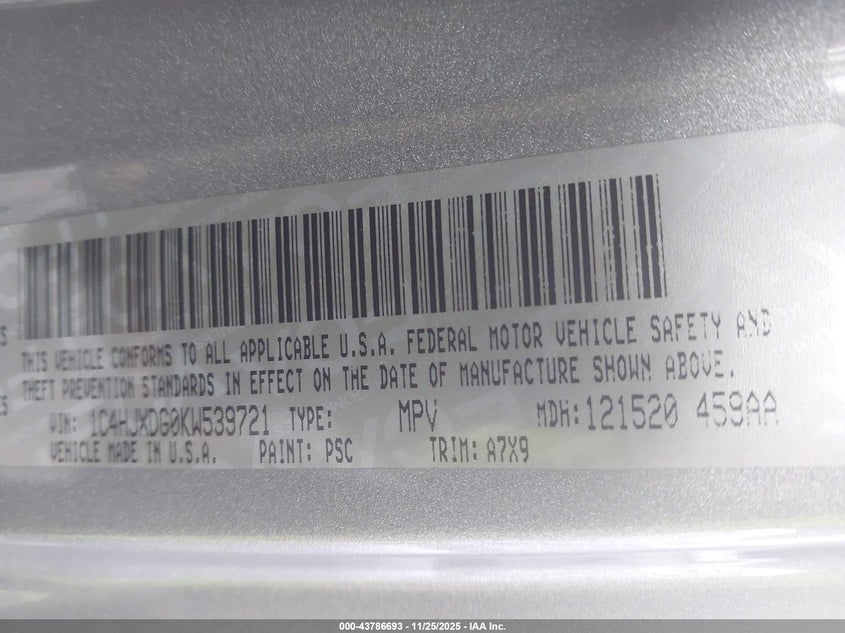 ES
THIS VEHICLE CONFORMS TO ALL APPLICABLE U.S.A. FEDERAL MOTOR VEHICLE SAFETY AND
THEFT PREVENTION STANDARDS IN EFFECT ON THE DATE OF MANUFACTURE SHOWN ABOVE.
ES
VIN: 1C4HJXDG0KW539721 TYPE: MPV MDH: 121520 459AA
VEHICLE MADE IN U.S.A. PAINT: PSC TRIM: A7X9
000-43786693 - 11/25/2025 - IAA Inc.